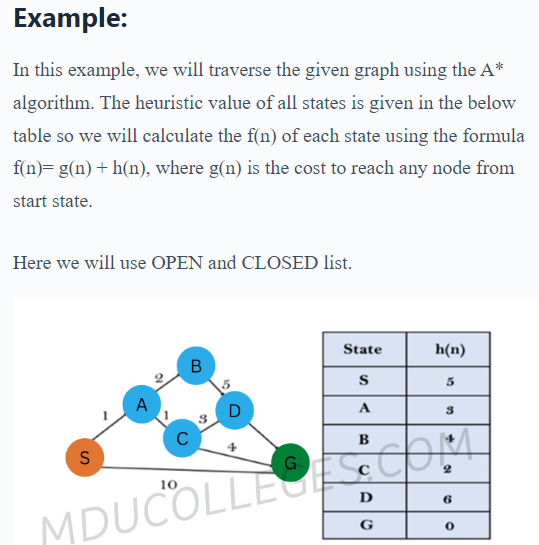 Example:
In this example, we will traverse the given graph using the A*
algorithm. The heuristic value of all states is given in the below
table so we will calculate the f(n) of each state using the formula
f(n)= g(n) + h(n), where g(n) is the cost to reach any node from
start state.
Here we will use OPEN and CLOSED list.
B
2
5
A
D
1
1
3
C
4
S
G
10
State h(n)
S 5
A 3
B 4
C 2
D 6
G 0
MDUCOLLEGES.COM